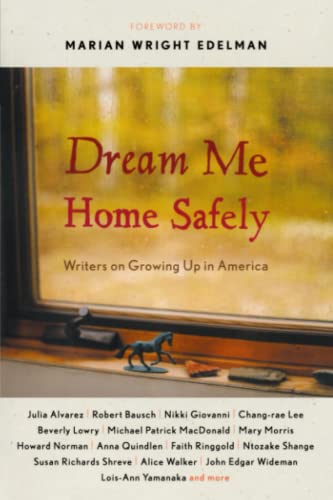 FOREWORD BY
MARIAN WRIGHT EDELMAN
Dream Me
Home Safely
Writers on Growing Up in America
Julia Alvarez | Robert Bausch | Nikki Giovanni | Chang-rae Lee
Beverly Lowry | Michael Patrick MacDonald | Mary Morris
Howard Norman | Anna Quindlen | Faith Ringgold | Ntozake Shange
Susan Richards Shreve | Alice Walker | John Edgar Wideman
Lois-Ann Yamanaka and more